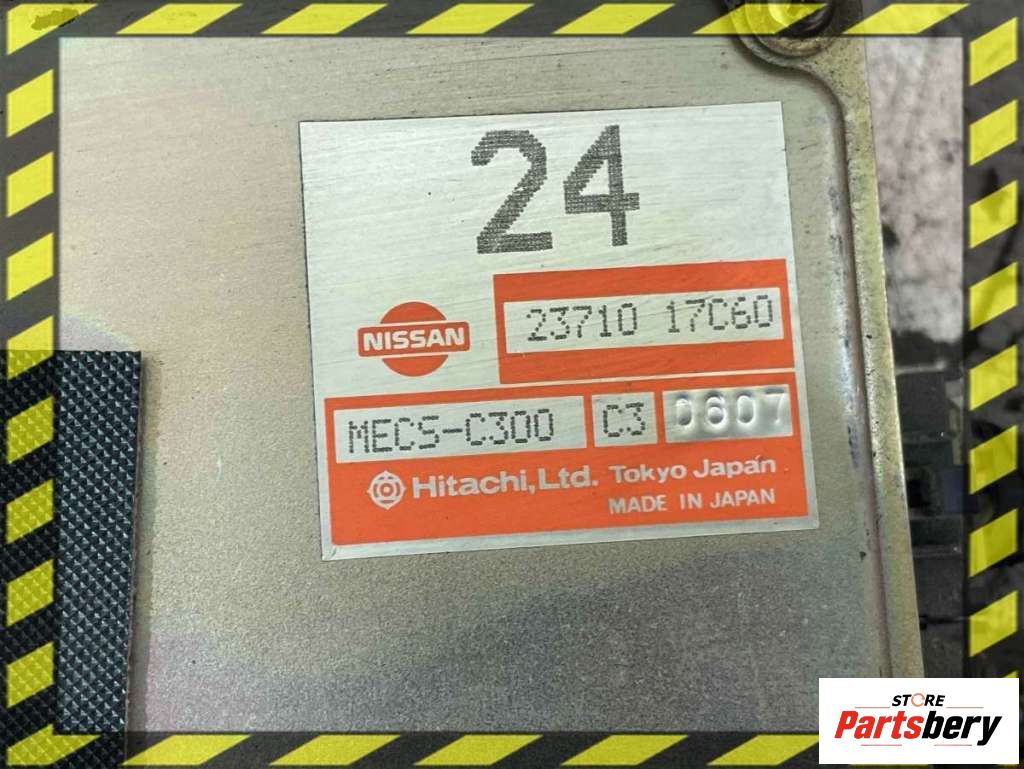 24
NISSAN
23710 17C60
MECS-C300 C3 0607
Hitachi, Ltd. Tokyo Japan
MADE IN JAPAN
STORE
Partsbery